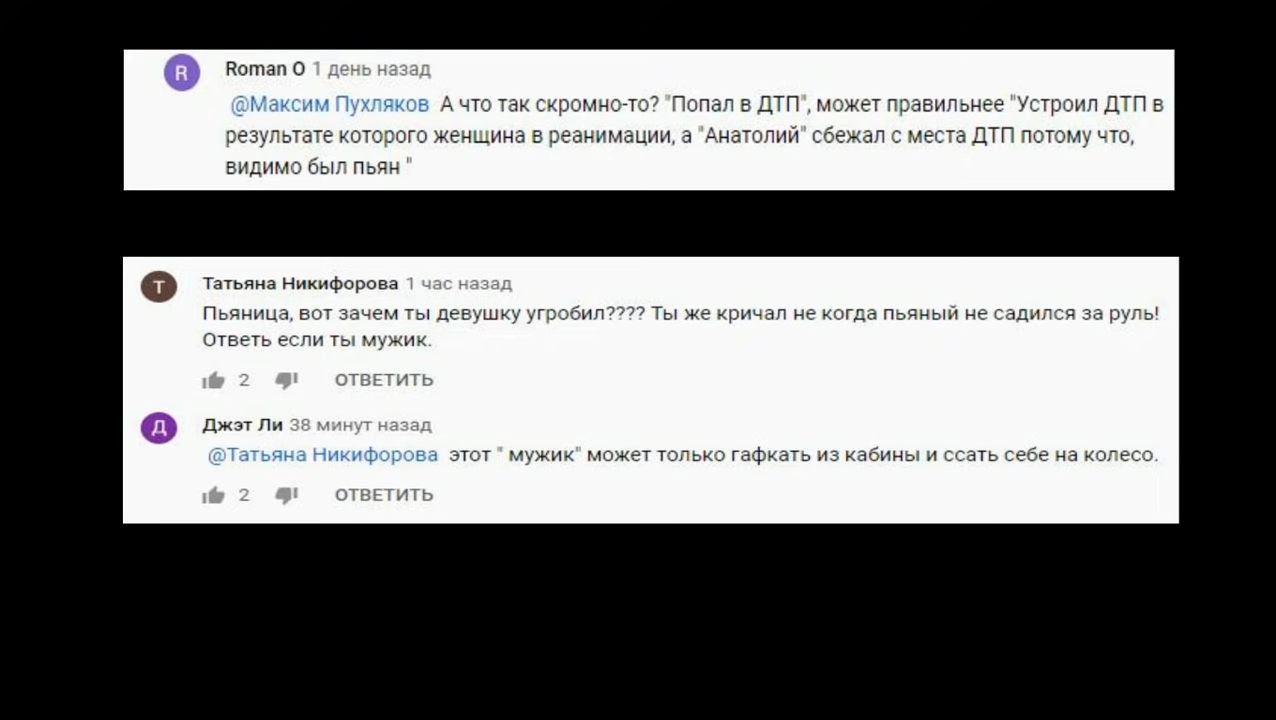 R
Roman O 1 день назад
@Максим Пухляков А что так скромно-то? "Попал в ДТП", может правильнее "Устроил ДТП в
результате которого женщина в реанимации, а "Анатолий" сбежал с места ДТП потому что,
видимо был пьян "
Т
Татьяна Никифорова 1 час назад
Пьяница, вот зачем ты девушку угробил???? Ты же кричал не когда пьяный не садился за руль!
Ответь если ты мужик.
2 ОТВЕТИТЬ
Д
Джэт Ли 38 минут назад
@Татьяна Никифорова этот " мужик" может только гафкать из кабины и ссать себе на колесо.
2 ОТВЕТИТЬ